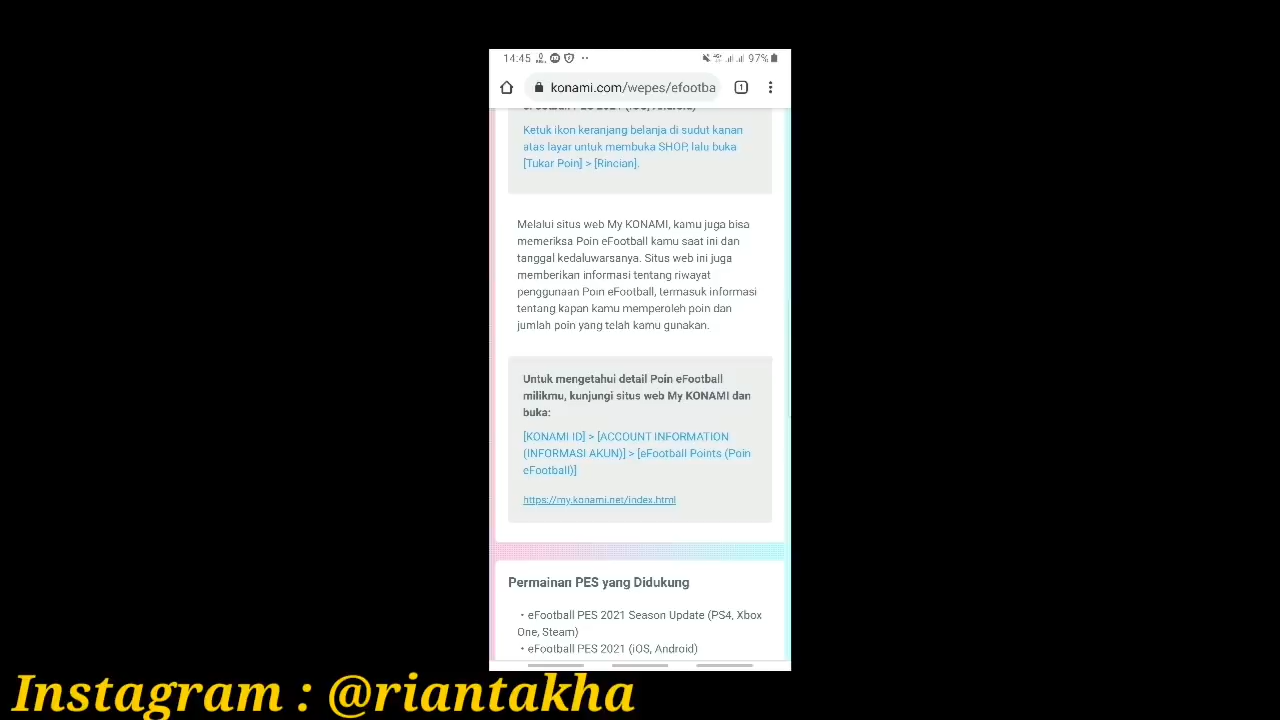 14:45
97%
konami.com/wepes/efootba
1
eFootball PES 2021 (iOS, Android)
Ketuk ikon keranjang belanja di sudut kanan
atas layar untuk membuka SHOP, lalu buka
[Tukar Poin] > [Rincian].
Melalui situs web My KONAMI, kamu juga bisa
memeriksa Poin eFootball kamu saat ini dan
tanggal kedaluwarsanya. Situs web ini juga
memberikan informasi tentang riwayat
penggunaan Poin eFootball, termasuk informasi
tentang kapan kamu memperoleh poin dan
jumlah poin yang telah kamu gunakan.
Untuk mengetahui detail Poin eFootball
milikmu, kunjungi situs web My KONAMI dan
buka:
[KONAMI ID] > [ACCOUNT INFORMATION
(INFORMASI AKUN)] > [eFootball Points (Poin
eFootball)]
https://my.konami.net/index.html
Permainan PES yang Didukung
・eFootball PES 2021 Season Update (PS4, Xbox
One, Steam)
・eFootball PES 2021 (iOS, Android)
Instagram : @riantakha